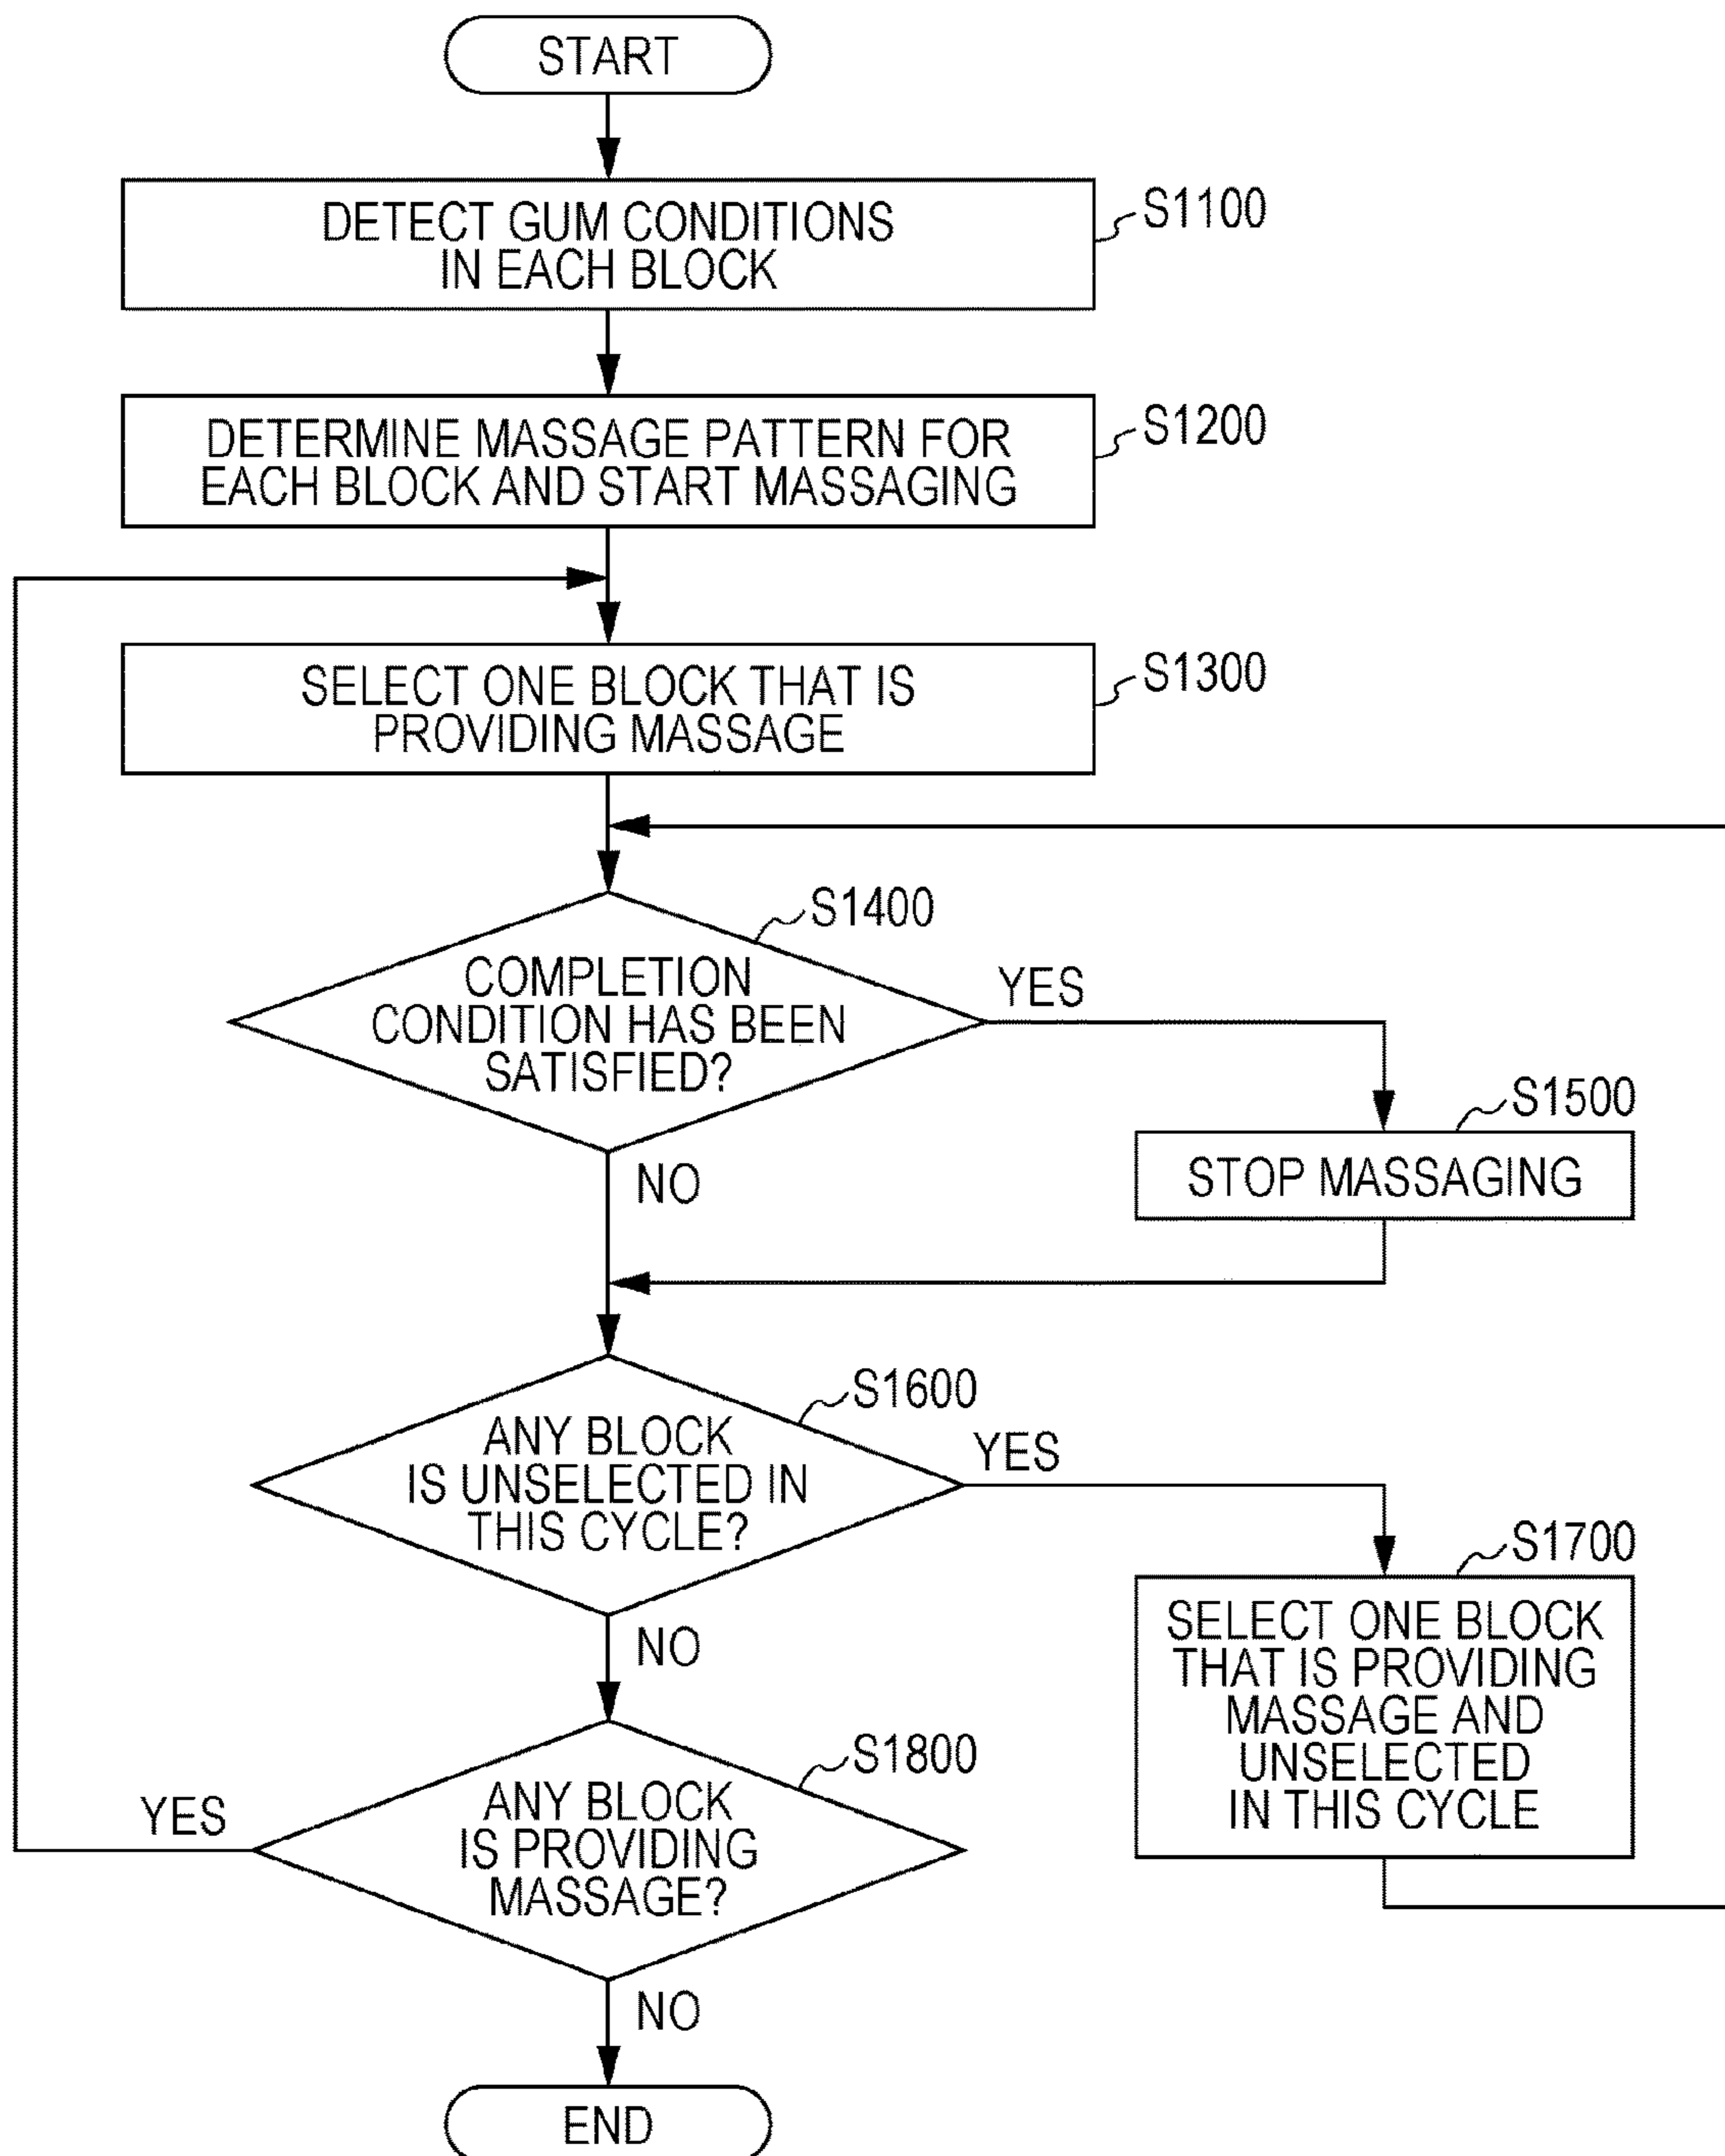 START
DETECT GUM CONDITIONS
IN EACH BLOCK
S1100
DETERMINE MASSAGE PATTERN FOR
EACH BLOCK AND START MASSAGING
S1200
SELECT ONE BLOCK THAT IS
PROVIDING MASSAGE
S1300
S1400
COMPLETION
CONDITION HAS BEEN
SATISFIED?
YES
NO
S1500
STOP MASSAGING
S1600
ANY BLOCK
IS UNSELECTED IN
THIS CYCLE?
YES
NO
S1700
SELECT ONE BLOCK
THAT IS PROVIDING
MASSAGE AND
UNSELECTED
IN THIS CYCLE
S1800
ANY BLOCK
IS PROVIDING
MASSAGE?
YES
NO
END